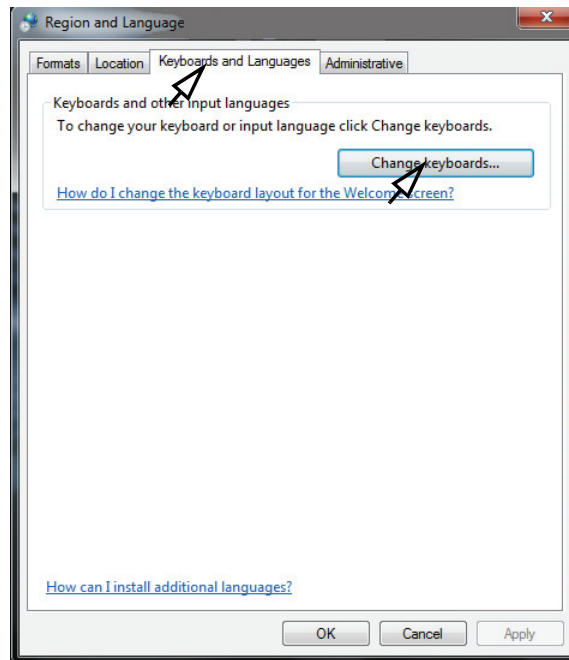 Region and Language
Formats Location Keyboards and Languages Administrative
Keyboards and other input languages
To change your keyboard or input language click Change keyboards.
Change keyboards...
How do I change the keyboard layout for the Welcome screen?
How can I install additional languages?
OK Cancel Apply